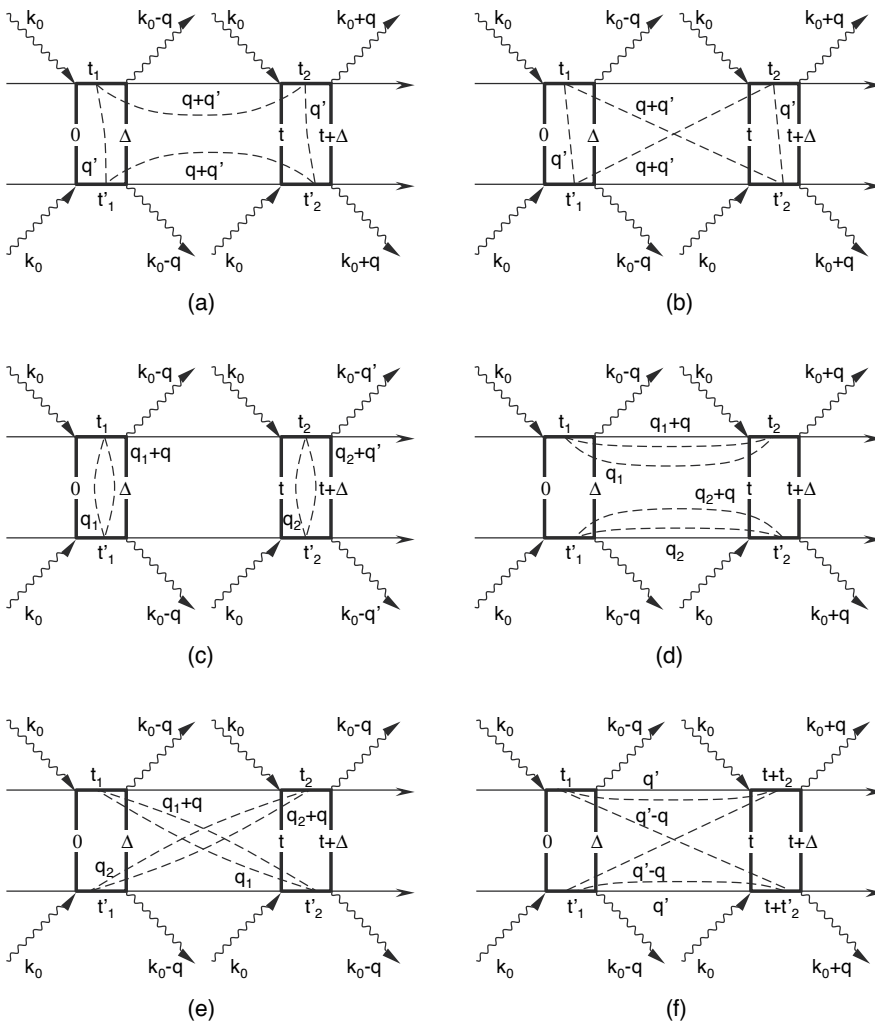 k₀ k₀-q k₀ k₀+q
t₁ t₂
q+q' q'
0 Δ t t+Δ
q' q+q'
t'₁ t'₂
k₀ k₀-q k₀ k₀+q
(a)
k₀ k₀-q k₀ k₀+q
t₁ t₂
q+q' q'
0 Δ t t+Δ
q' q+q'
t'₁ t'₂
k₀ k₀-q k₀ k₀+q
(b)
k₀ k₀-q k₀ k₀-q'
t₁ t₂
q₁+q q₂+q'
0 Δ t t+Δ
q₁ q₂
t'₁ t'₂
k₀ k₀-q k₀ k₀-q'
(c)
k₀ k₀-q k₀ k₀+q
t₁ q₁+q t₂
q₁
0 Δ t t+Δ
q₂+q
t'₁ q₂ t'₂
k₀ k₀-q k₀ k₀+q
(d)
k₀ k₀-q k₀ k₀-q
t₁ t₂
q₁+q q₂+q
0 Δ t t+Δ
q₂ q₁
t'₁ t'₂
k₀ k₀-q k₀ k₀-q
(e)
k₀ k₀-q k₀ k₀+q
t₁ q' t+t₂
q'-q
0 Δ t t+Δ
q'-q
t'₁ q' t+t'₂
k₀ k₀-q k₀ k₀+q
(f)